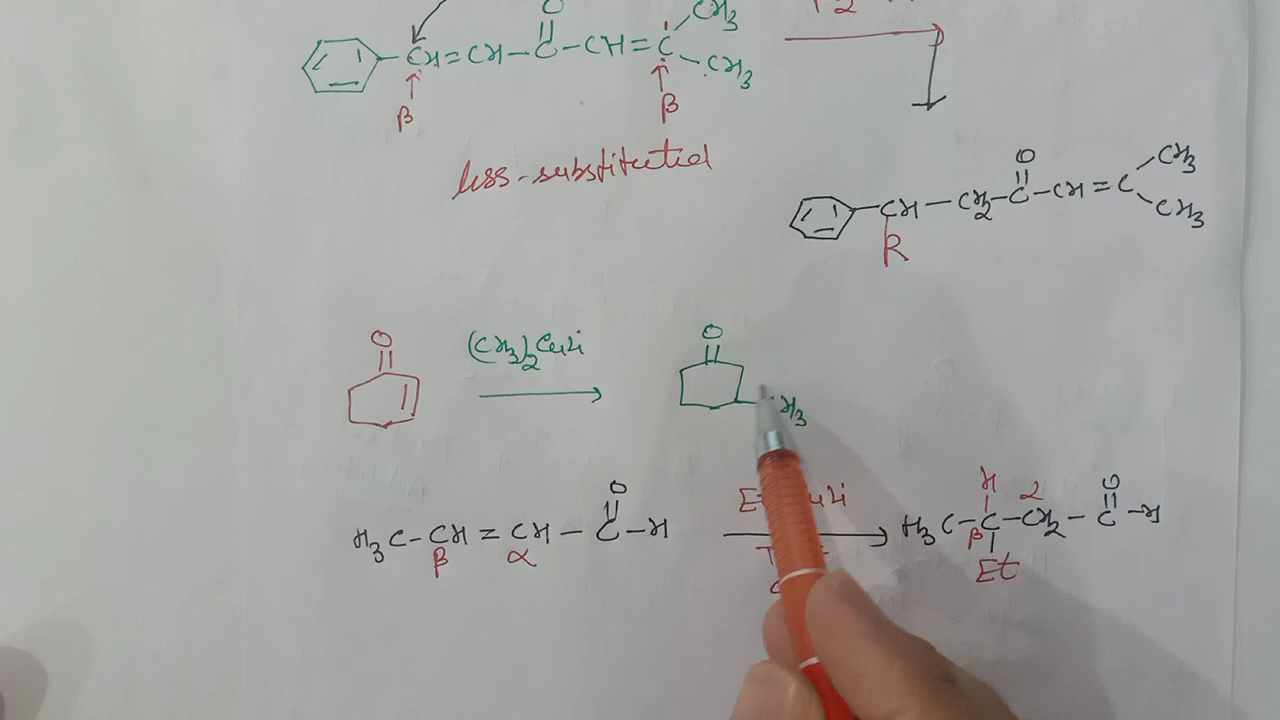 O CH3
CH=CH-C-CH=C
CH3
β β
less-substituted
O CH3
CH-CH2-C-CH=C
R CH3
O (CH3)2CuLi O
H3
O H 2 O
H3C-CH=CH-C-H H3C-C-CH2-C-H
β α β
Et